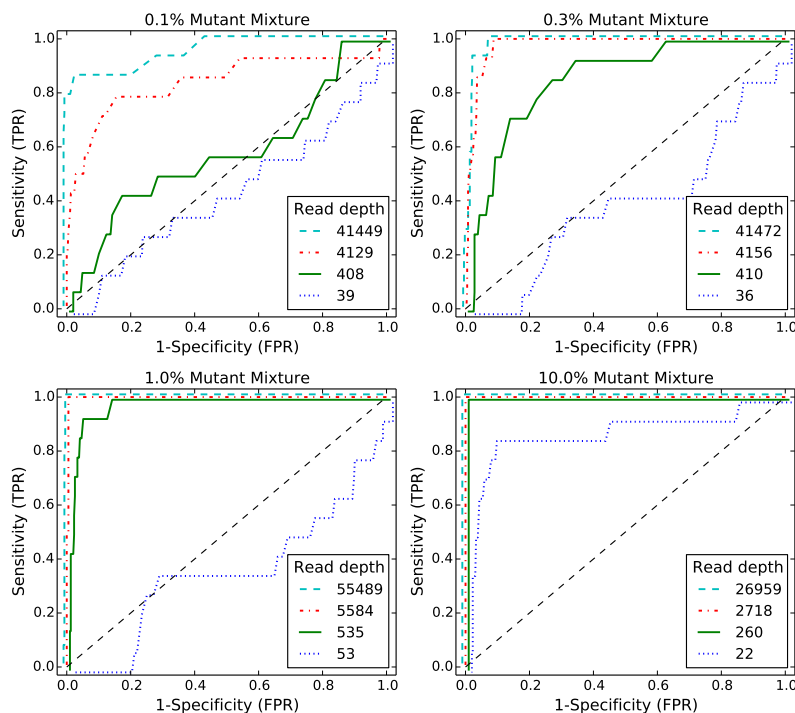 0.1% Mutant Mixture
1.0
0.8
0.6
0.4
0.2
0.0
Sensitivity (TPR)
0.0 0.2 0.4 0.6 0.8 1.0
1-Specificity (FPR)
Read depth
41449
4129
408
39
0.3% Mutant Mixture
1.0
0.8
0.6
0.4
0.2
0.0
Sensitivity (TPR)
0.0 0.2 0.4 0.6 0.8 1.0
1-Specificity (FPR)
Read depth
41472
4156
410
36
1.0% Mutant Mixture
1.0
0.8
0.6
0.4
0.2
0.0
Sensitivity (TPR)
0.0 0.2 0.4 0.6 0.8 1.0
1-Specificity (FPR)
Read depth
55489
5584
535
53
10.0% Mutant Mixture
1.0
0.8
0.6
0.4
0.2
0.0
Sensitivity (TPR)
0.0 0.2 0.4 0.6 0.8 1.0
1-Specificity (FPR)
Read depth
26959
2718
260
22